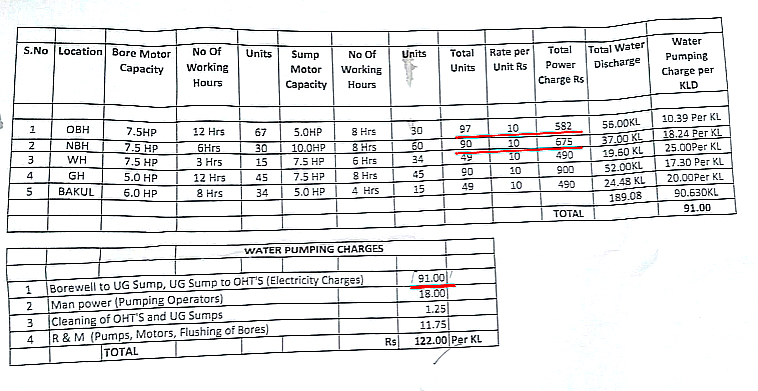 S.No Location Bore Motor Capacity No Of Working Hours Units Sump Motor Capacity No Of Working Hours Units Total Units Rate per Unit Rs Total Power Charge Rs Total Water Discharge Water Pumping Charge per KLD
1 OBH 7.5HP 12 Hrs 67 5.0HP 8 Hrs 30 97 10 582 56.00KL 10.39 Per KL
2 NBH 7.5 HP 6Hrs 30 10.0HP 8 Hrs 60 90 10 675 37.00 KL 18.24 Per KL
3 WH 7.5 HP 3 Hrs 15 7.5 HP 6 Hrs 34 49 10 490 19.60 KL 25.00Per KL
4 GH 5.0 HP 12 Hrs 45 7.5 HP 8 Hrs 45 90 10 900 52.00KL 17.30 Per KL
5 BAKUL 6.0 HP 8 Hrs 34 5.0 HP 4 Hrs 15 49 10 490 24.48 KL 20.00Per KL
189.08 90.630KL
TOTAL 91.00
WATER PUMPING CHARGES
1 Borewell to UG Sump, UG Sump to OHT'S (Electricity Charges) 91.00
2 Man power (Pumping Operators) 18.00
3 Cleaning of OHT'S and UG Sumps 1.25
4 R & M (Pumps, Motors, Flushing of Bores) 11.75
TOTAL Rs 122.00 Per KL